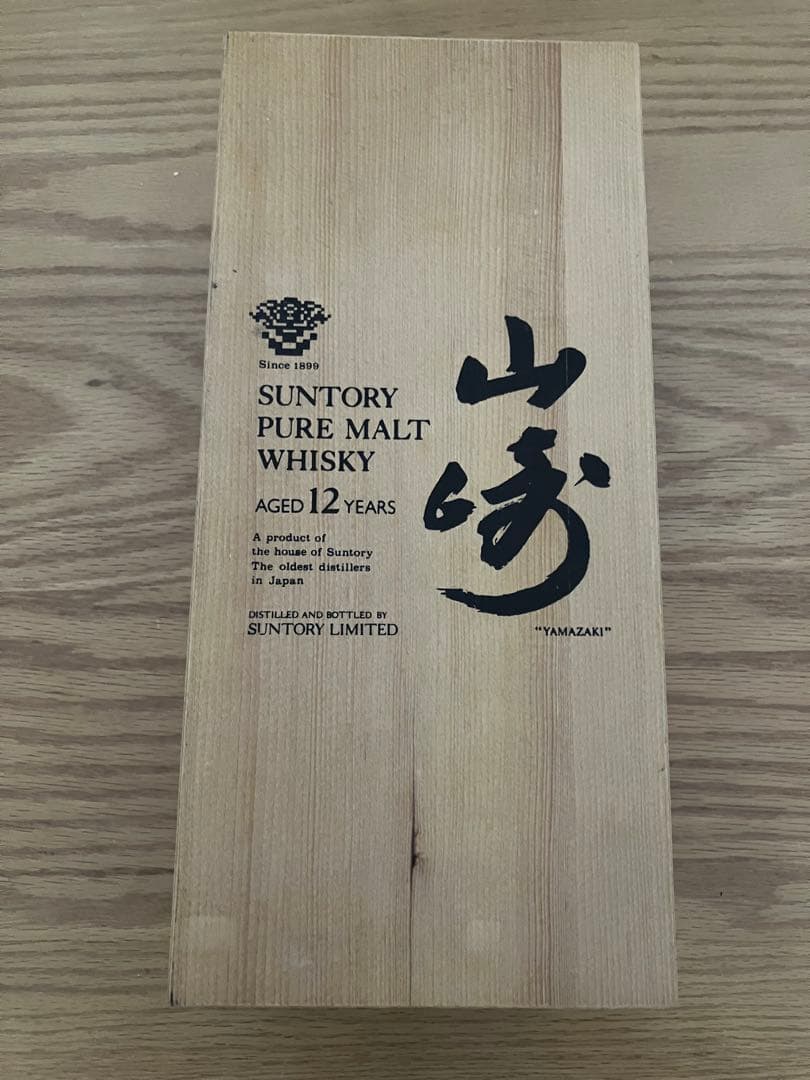 Since 1899
SUNTORY
PURE MALT
WHISKY
AGED 12 YEARS
A product of
the house of Suntory
The oldest distillers
in Japan
DISTILLED AND BOTTLED BY
SUNTORY LIMITED
山崎
"YAMAZAKI"